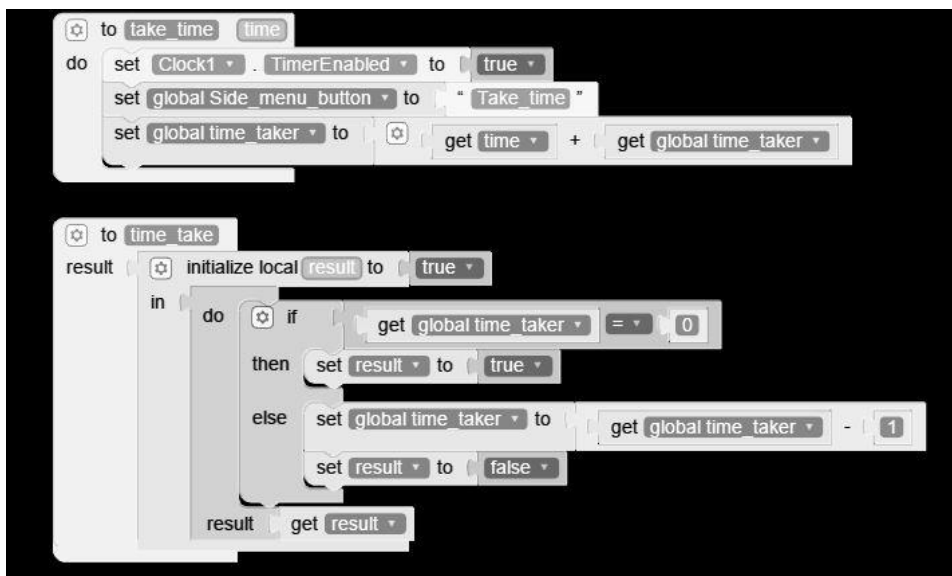 to take_time time
do set Clock1 . TimerEnabled to true
set global Side_menu_button to " Take_time "
set global time_taker to get time + get global time_taker
to time_take
result initialize local result to true
in do if get global time_taker = 0
then set result to true
else set global time_taker to get global time_taker - 1
set result to false
result get result